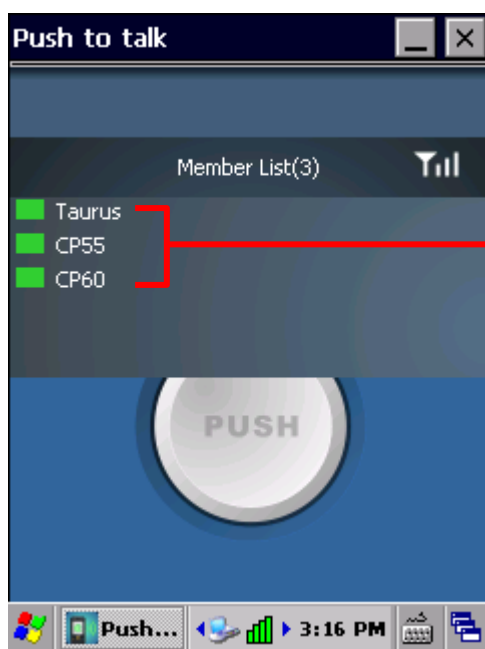 Push to talk
Member List(3)
Taurus
CP55
CP60
PUSH
Push... 3:16 PM